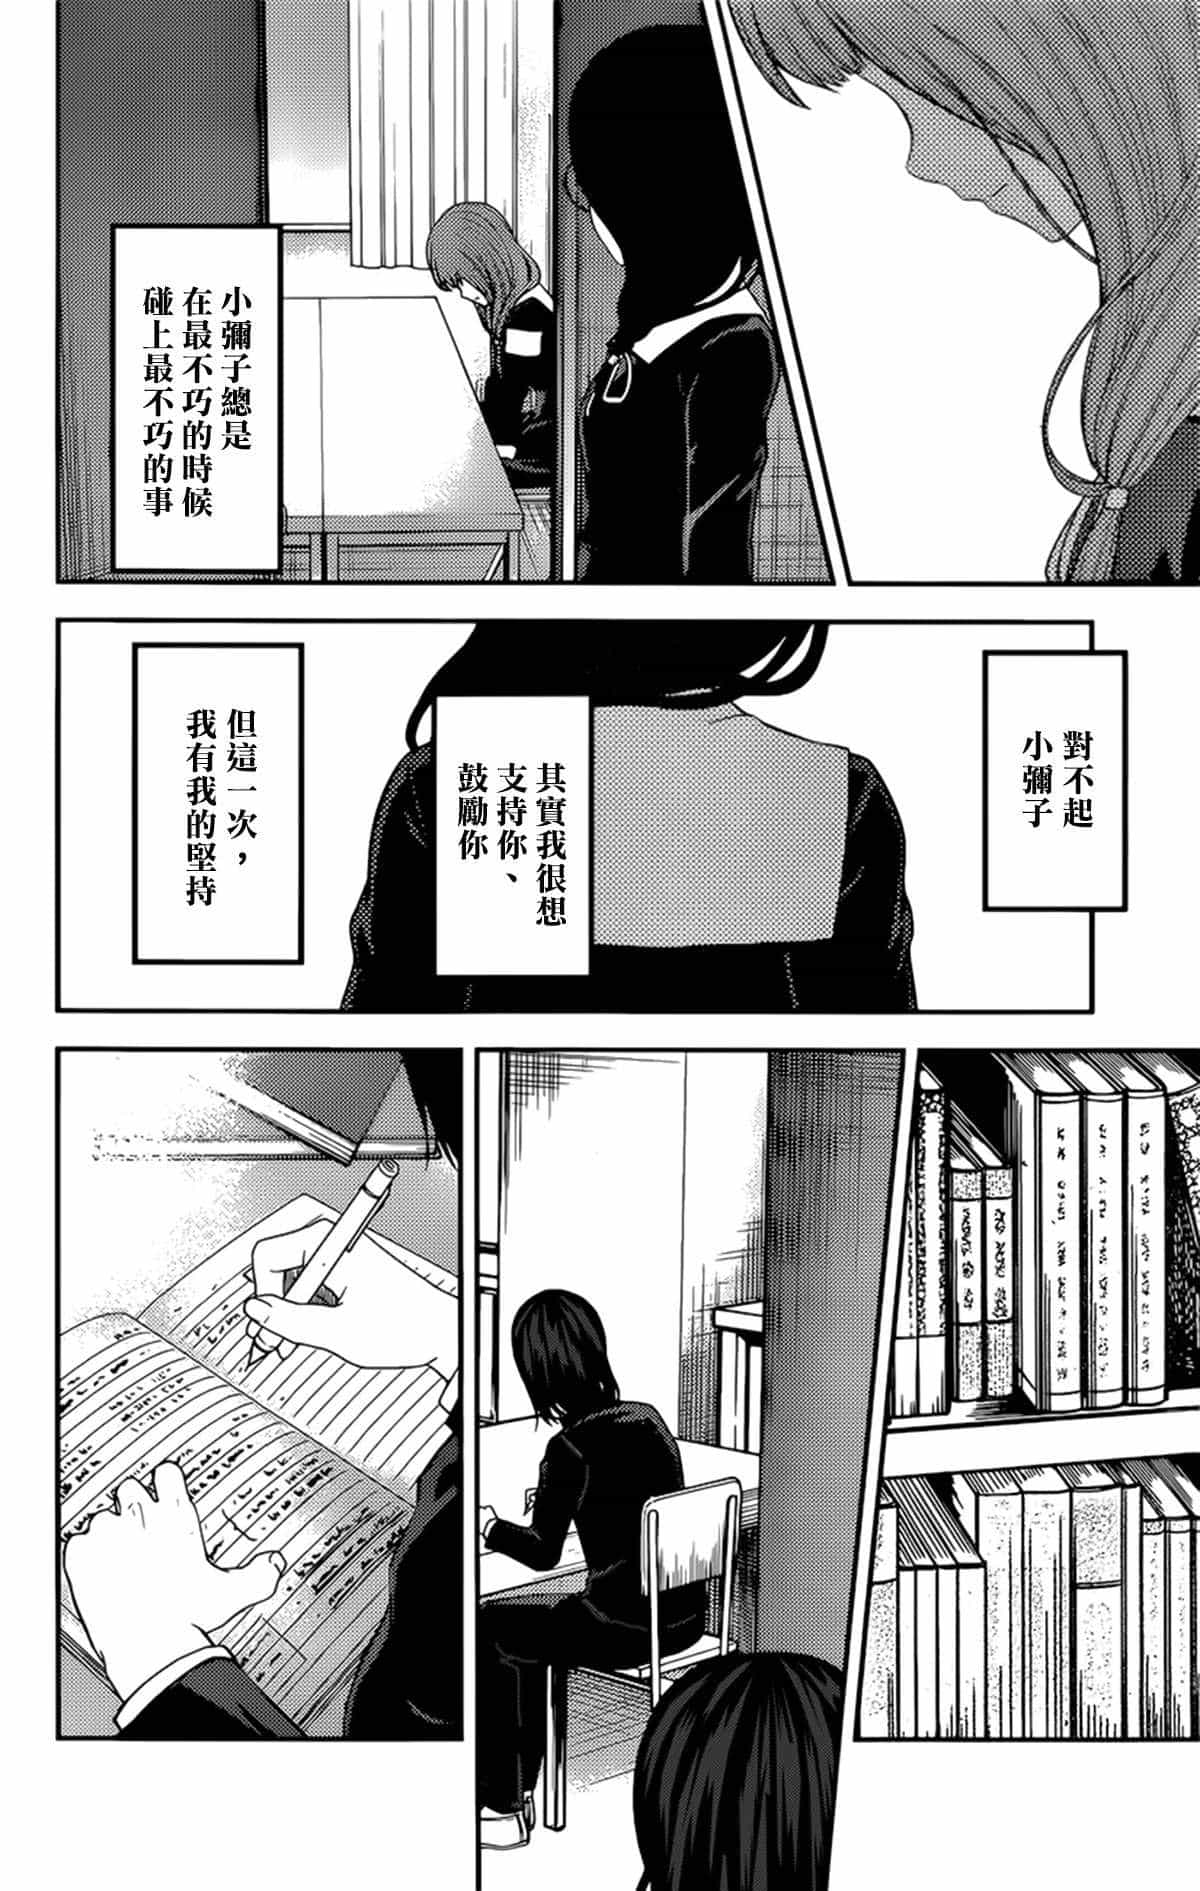 小彌子總是
在最不巧的時候
碰上最不巧的事
對不起
小彌子
其實我很想
支持你、
鼓勵你
但這一次，
我有我的堅持